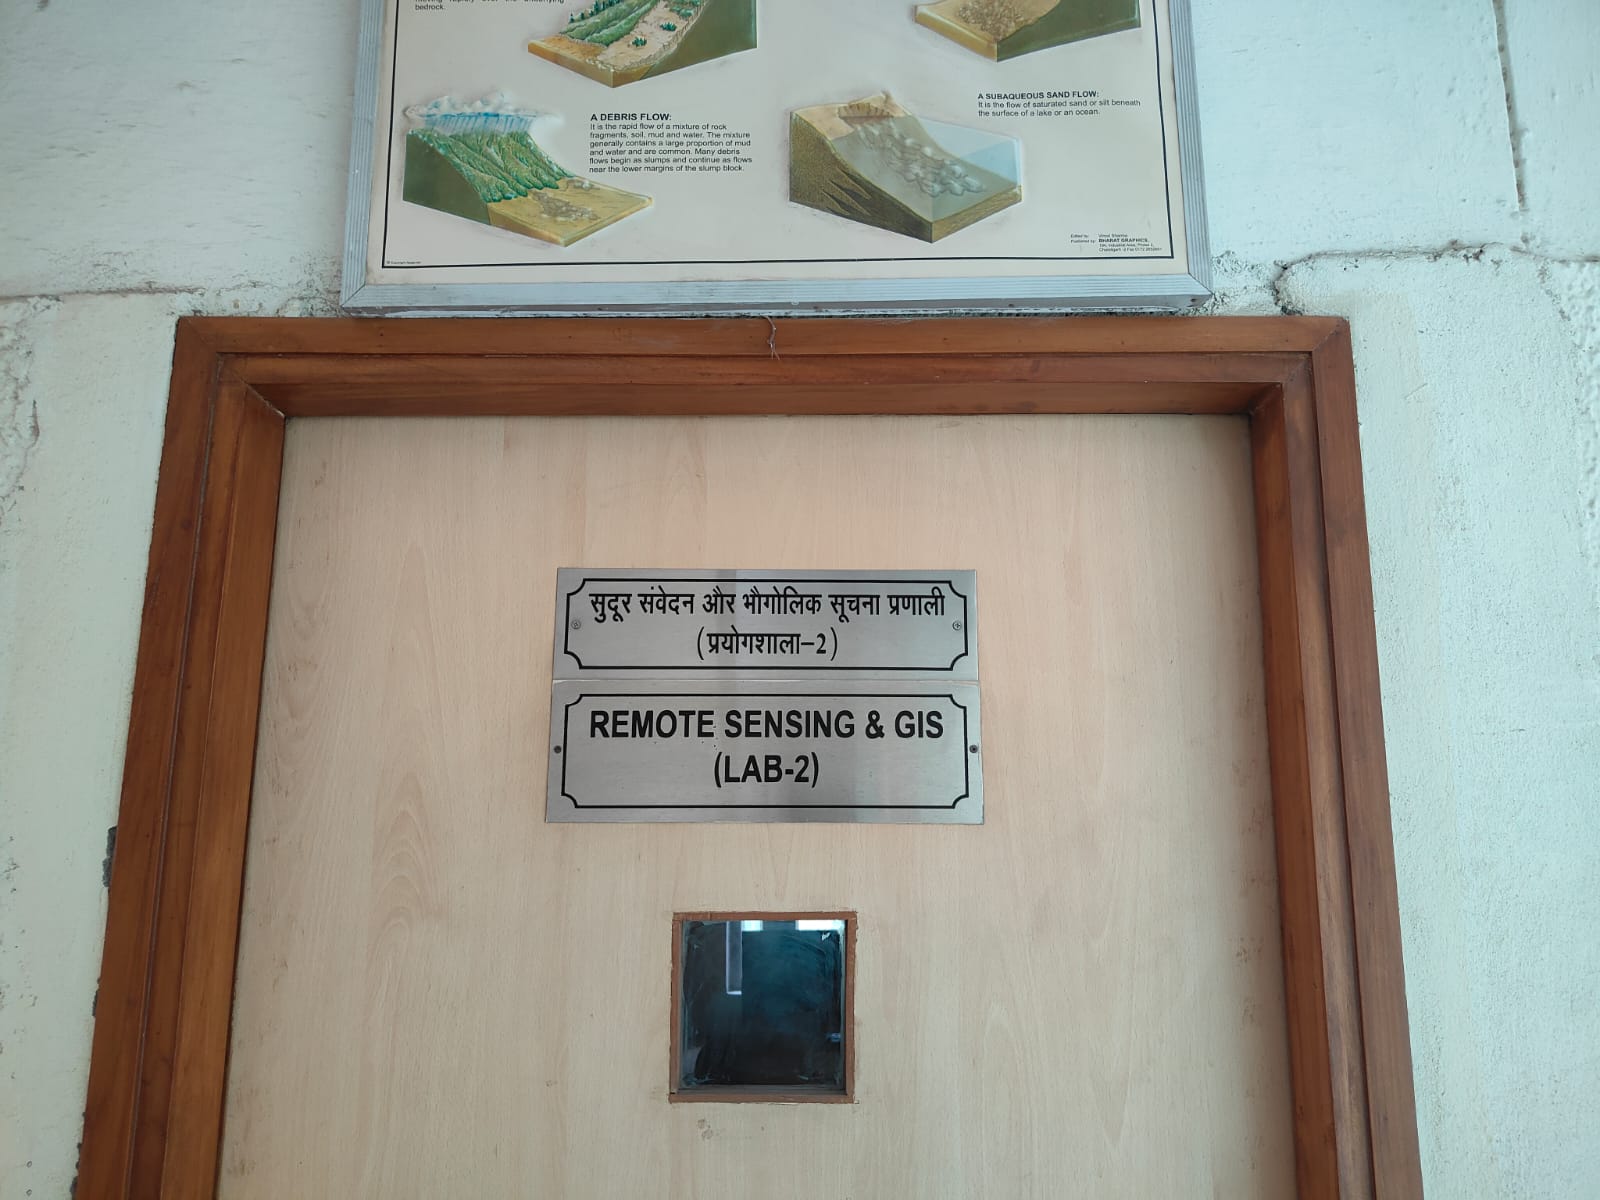 bedrock.
A DEBRIS FLOW:
It is the rapid flow of a mixture of rock
fragments, soil, mud and water. The mixture
generally contains a large proportion of mud
and water and are common. Many debris
flows begin as slumps and continue as flows
near the lower margins of the slump block.
A SUBAQUEOUS SAND FLOW:
It is the flow of saturated sand or silt beneath
the surface of a lake or an ocean.
Published by: BHARAT GRAPHICS,
सुदूर संवेदन और भौगोलिक सूचना प्रणाली
(प्रयोगशाला-2)
REMOTE SENSING & GIS
(LAB-2)